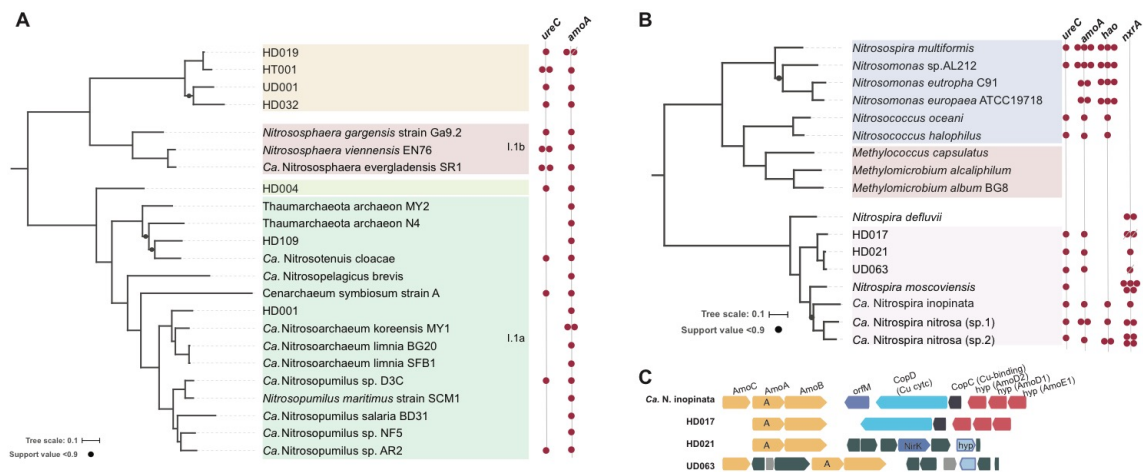 A
ureC
amoA
HD019
HT001
UD001
HD032
Nitrososphaera gargensis strain Ga9.2
Nitrososphaera viennensis EN76
I.1b
Ca. Nitrososphaera evergladensis SR1
HD004
Thaumarchaeota archaeon MY2
Thaumarchaeota archaeon N4
HD109
Ca. Nitrosotenuis cloacae
Ca. Nitrosopelagicus brevis
Cenarchaeum symbiosum strain A
HD001
Ca. Nitrosoarchaeum koreensis MY1
I.1a
Ca. Nitrosoarchaeum limnia BG20
Ca. Nitrosoarchaeum limnia SFB1
Ca. Nitrosopumilus sp. D3C
Nitrosopumilus maritimus strain SCM1
Ca. Nitrosopumilus salaria BD31
Ca. Nitrosopumilus sp. NF5
Ca. Nitrosopumilus sp. AR2
Tree scale: 0.1
Support value <0.9
B
ureC
amoA
hao
nxrA
Nitrosospira multiformis
Nitrosomonas sp.AL212
Nitrosomonas eutropha C91
Nitrosomonas europaea ATCC19718
Nitrosococcus oceani
Nitrosococcus halophilus
Methylococcus capsulatus
Methylomicrobium alcaliphilum
Methylomicrobium album BG8
Nitrospira defluvii
HD017
HD021
UD063
Nitrospira moscoviensis
Ca. Nitrospira inopinata
Ca. Nitrospira nitrosa (sp.1)
Ca. Nitrospira nitrosa (sp.2)
Tree scale: 0.1
Support value <0.9
C
AmoC
AmoA
AmoB
orfM
CopD
(Cu cytc)
CopC (Cu-binding)
hyp (AmoD2)
hyp (AmoD1)
hyp (AmoE1)
Ca. N. inopinata
A
HD017
A
HD021
A
NirK
hyp
UD063
A